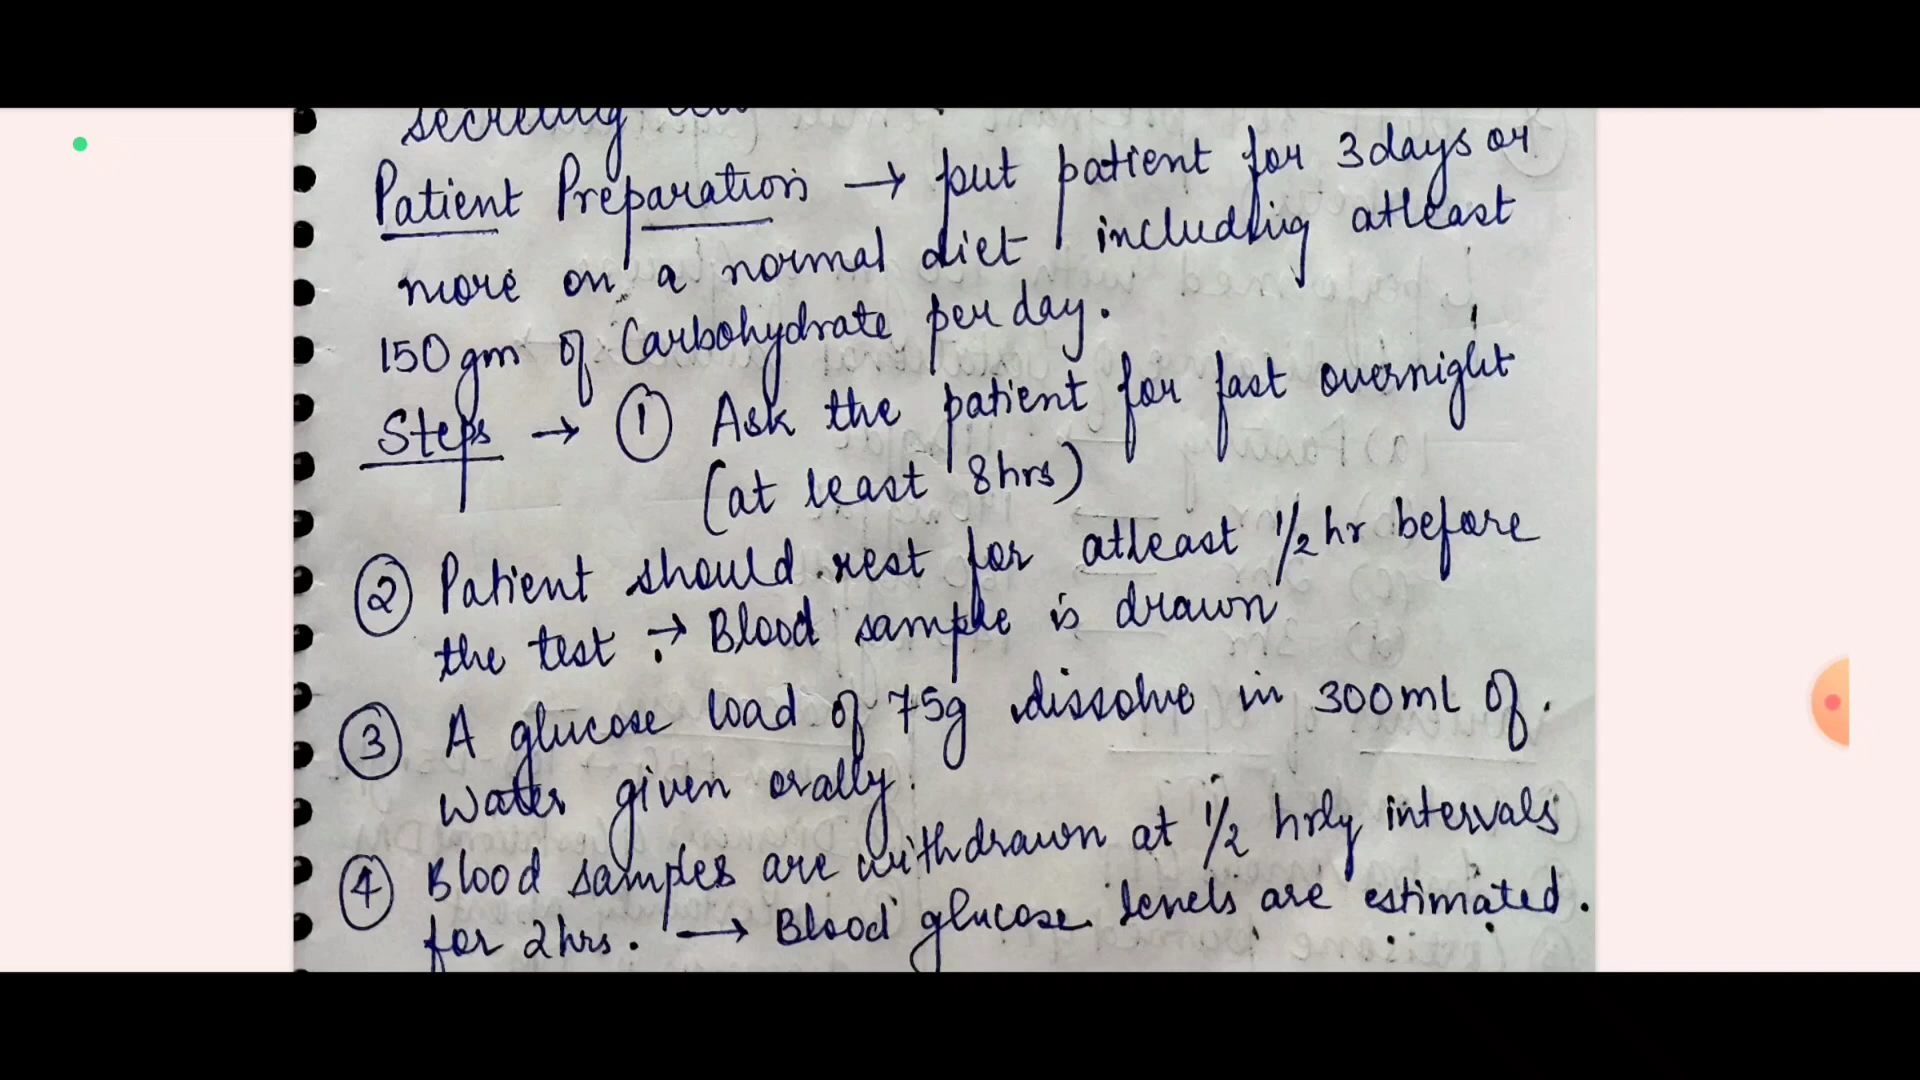 secreting
Patient Preparation → put patient for 3 days or
more on a normal diet including atleast
150 gm of Carbohydrate per day.
Steps → ① Ask the patient for fast overnight
(at least 8 hrs)
② Patient should rest for atleast 1/2 hr before
the test → Blood sample is drawn
③ A glucose load of 75g dissolve in 300 ml of
water given orally.
④ Blood samples are withdrawn at 1/2 hrly intervals
for 2 hrs. → Blood glucose levels are estimated.